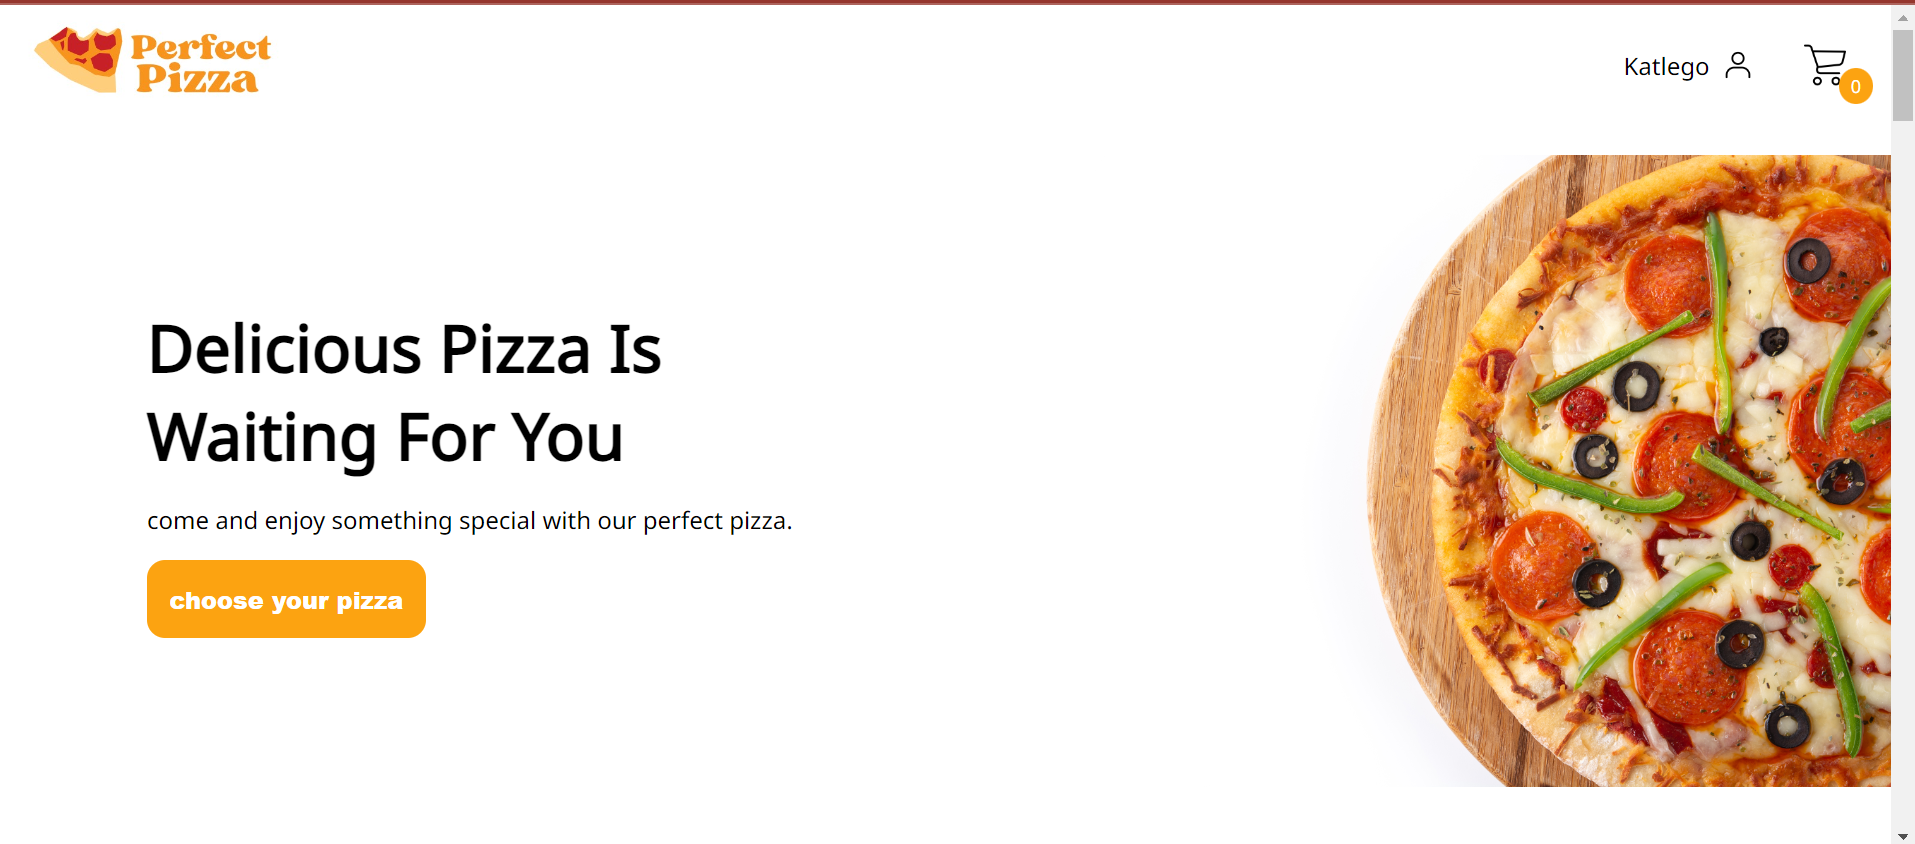 Perfect
Pizza
Katlego
0
Delicious Pizza Is
Waiting For You
come and enjoy something special with our perfect pizza.
choose your pizza